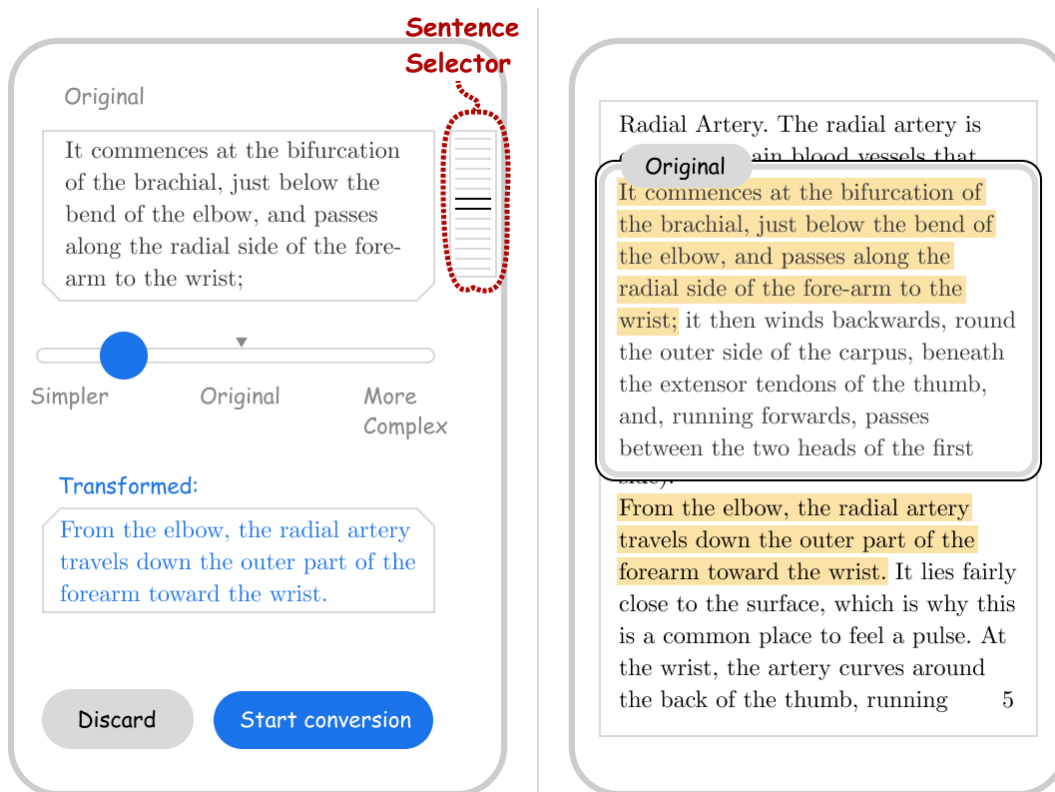 Sentence
Selector
Original
It commences at the bifurcation
of the brachial, just below the
bend of the elbow, and passes
along the radial side of the fore-
arm to the wrist;
Simpler
Original
More
Complex
Transformed:
From the elbow, the radial artery
travels down the outer part of the
forearm toward the wrist.
Discard
Start conversion
Radial Artery. The radial artery is
blood vessels that
Original
It commences at the bifurcation of
the brachial, just below the bend of
the elbow, and passes along the
radial side of the fore-arm to the
wrist; it then winds backwards, round
the outer side of the carpus, beneath
the extensor tendons of the thumb,
and, running forwards, passes
between the two heads of the first
From the elbow, the radial artery
travels down the outer part of the
forearm toward the wrist. It lies fairly
close to the surface, which is why this
is a common place to feel a pulse. At
the wrist, the artery curves around
the back of the thumb, running
5